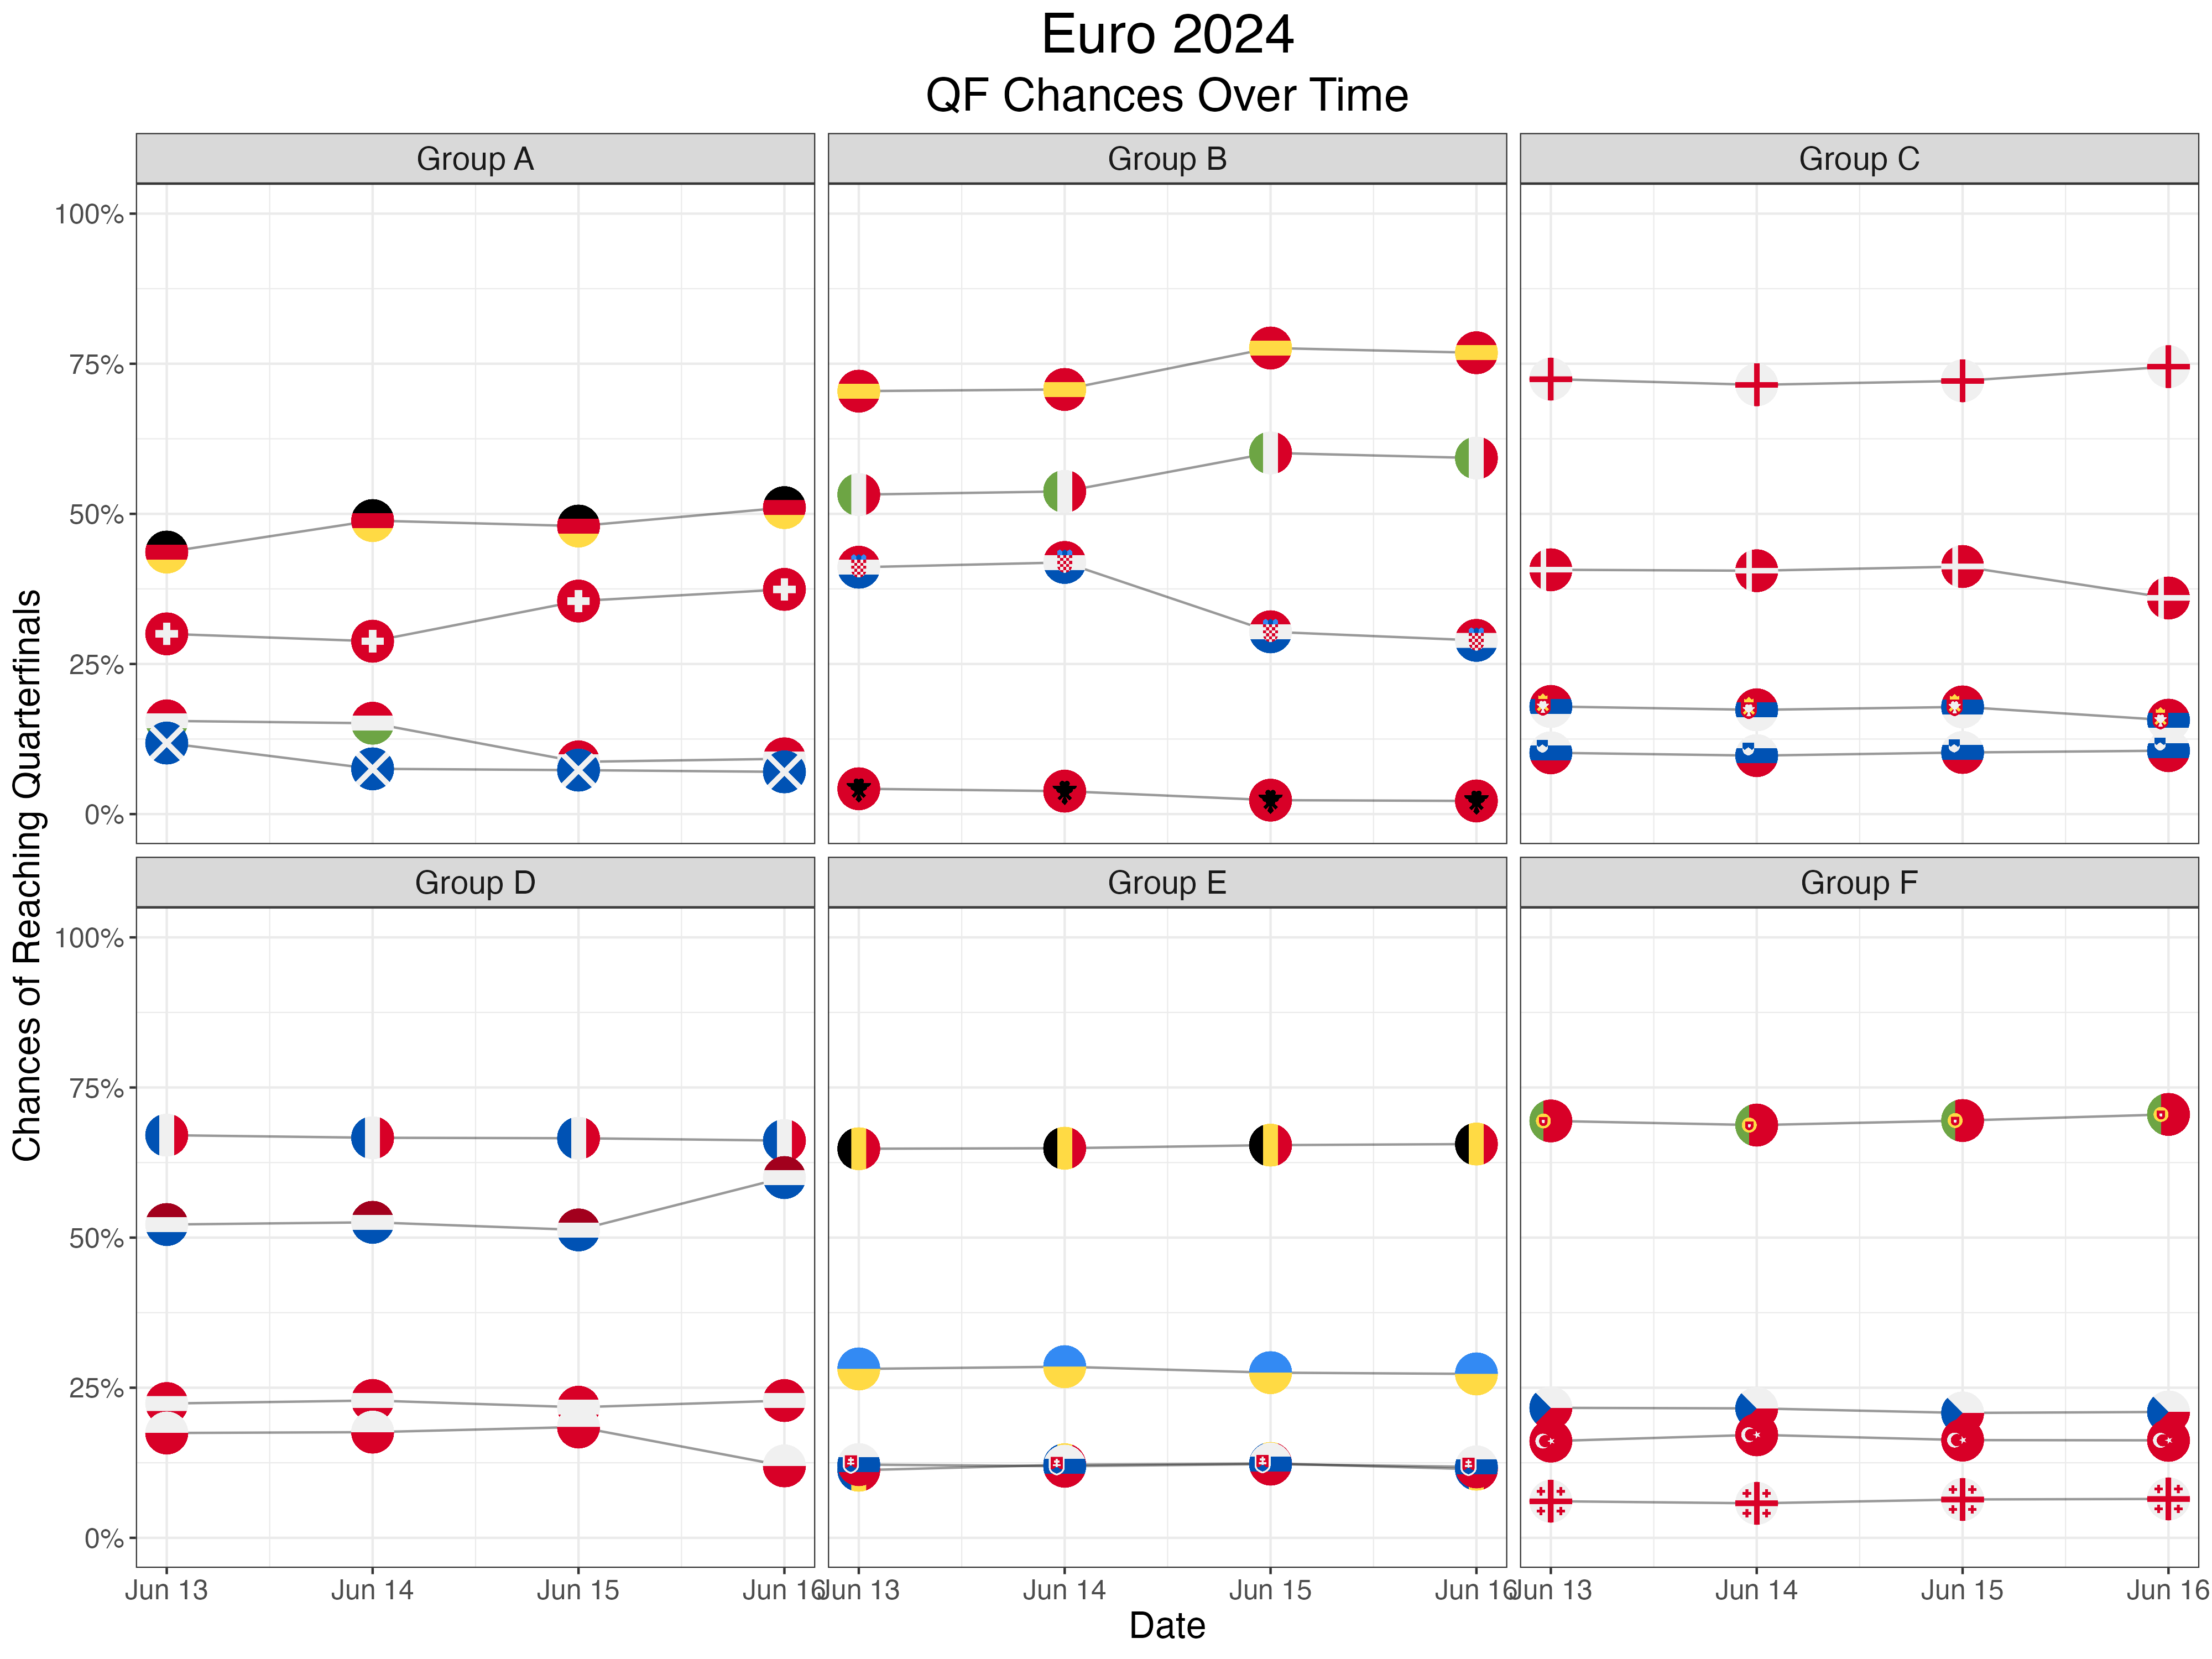 Euro 2024
QF Chances Over Time
Group A
Group B
Group C
100%
75%
50%
25%
0%
Group D
Group E
Group F
100%
75%
50%
25%
0%
Chances of Reaching Quarterfinals
Jun 13 Jun 14 Jun 15 Jun 16
Jun 13 Jun 14 Jun 15 Jun 16
Jun 13 Jun 14 Jun 15 Jun 16
Date